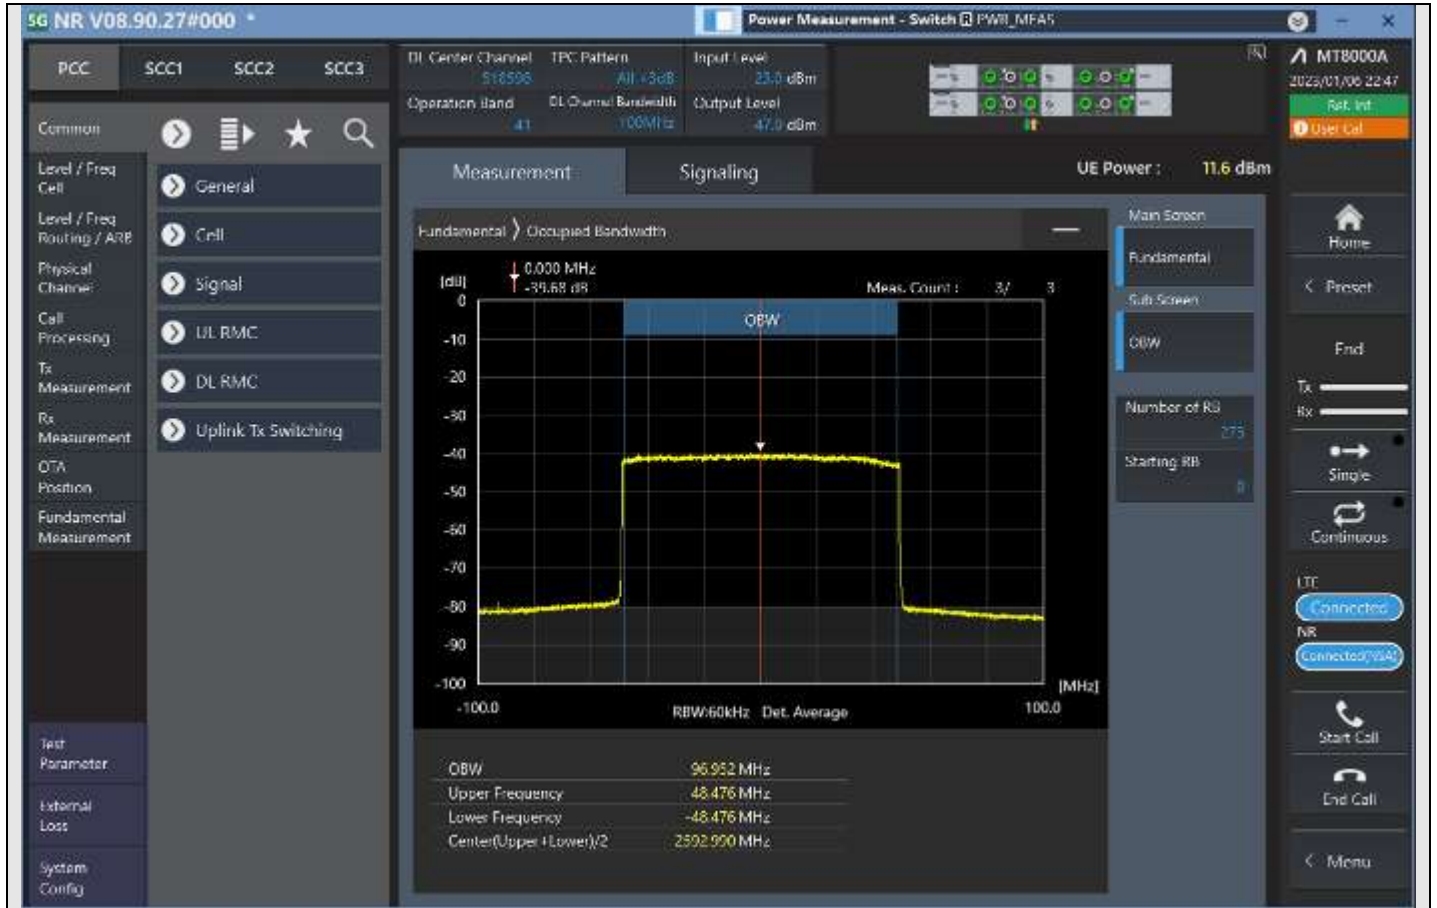 SG NR V08.90.27#000 *
Power Measurement - Switch R PWR_MEAS
PCC
SCC1
SCC2
SCC3
DL Center Channel
518598
TPC Pattern
All +3dB
Input Level
23.0 dBm
Operation Band
41
DL Channel Bandwidth
100MHz
Output Level
-47.0 dBm
MT8000A
2023/01/06 22:47
Ref. Int
User Cal
Common
Level / Freq
Cell
Level / Freq
Routing / ARB
Physical
Channel
Call
Processing
Tx
Measurement
Rx
Measurement
OTA
Position
Fundamental
Measurement
Test
Parameter
External
Loss
System
Config
General
Cell
Signal
UL RMC
DL RMC
Uplink Tx Switching
Measurement
Signaling
UE Power : 11.6 dBm
Fundamental ❭ Occupied Bandwidth
[dB]
0.000 MHz
-39.68 dB
Meas. Count : 3/ 3
OBW
0
-10
-20
-30
-40
-50
-60
-70
-80
-90
-100
[MHz]
-100.0
RBW:60kHz Det. Average
100.0
OBW 96.952 MHz
Upper Frequency 48.476 MHz
Lower Frequency -48.476 MHz
Center(Upper+Lower)/2 2592.990 MHz
Main Screen
Fundamental
Sub Screen
OBW
Number of RB
273
Starting RB
0
Home
< Preset
End
Tx
Rx
Single
Continuous
LTE
Connected
NR
Connected(NSA)
Start Call
End Call
< Menu